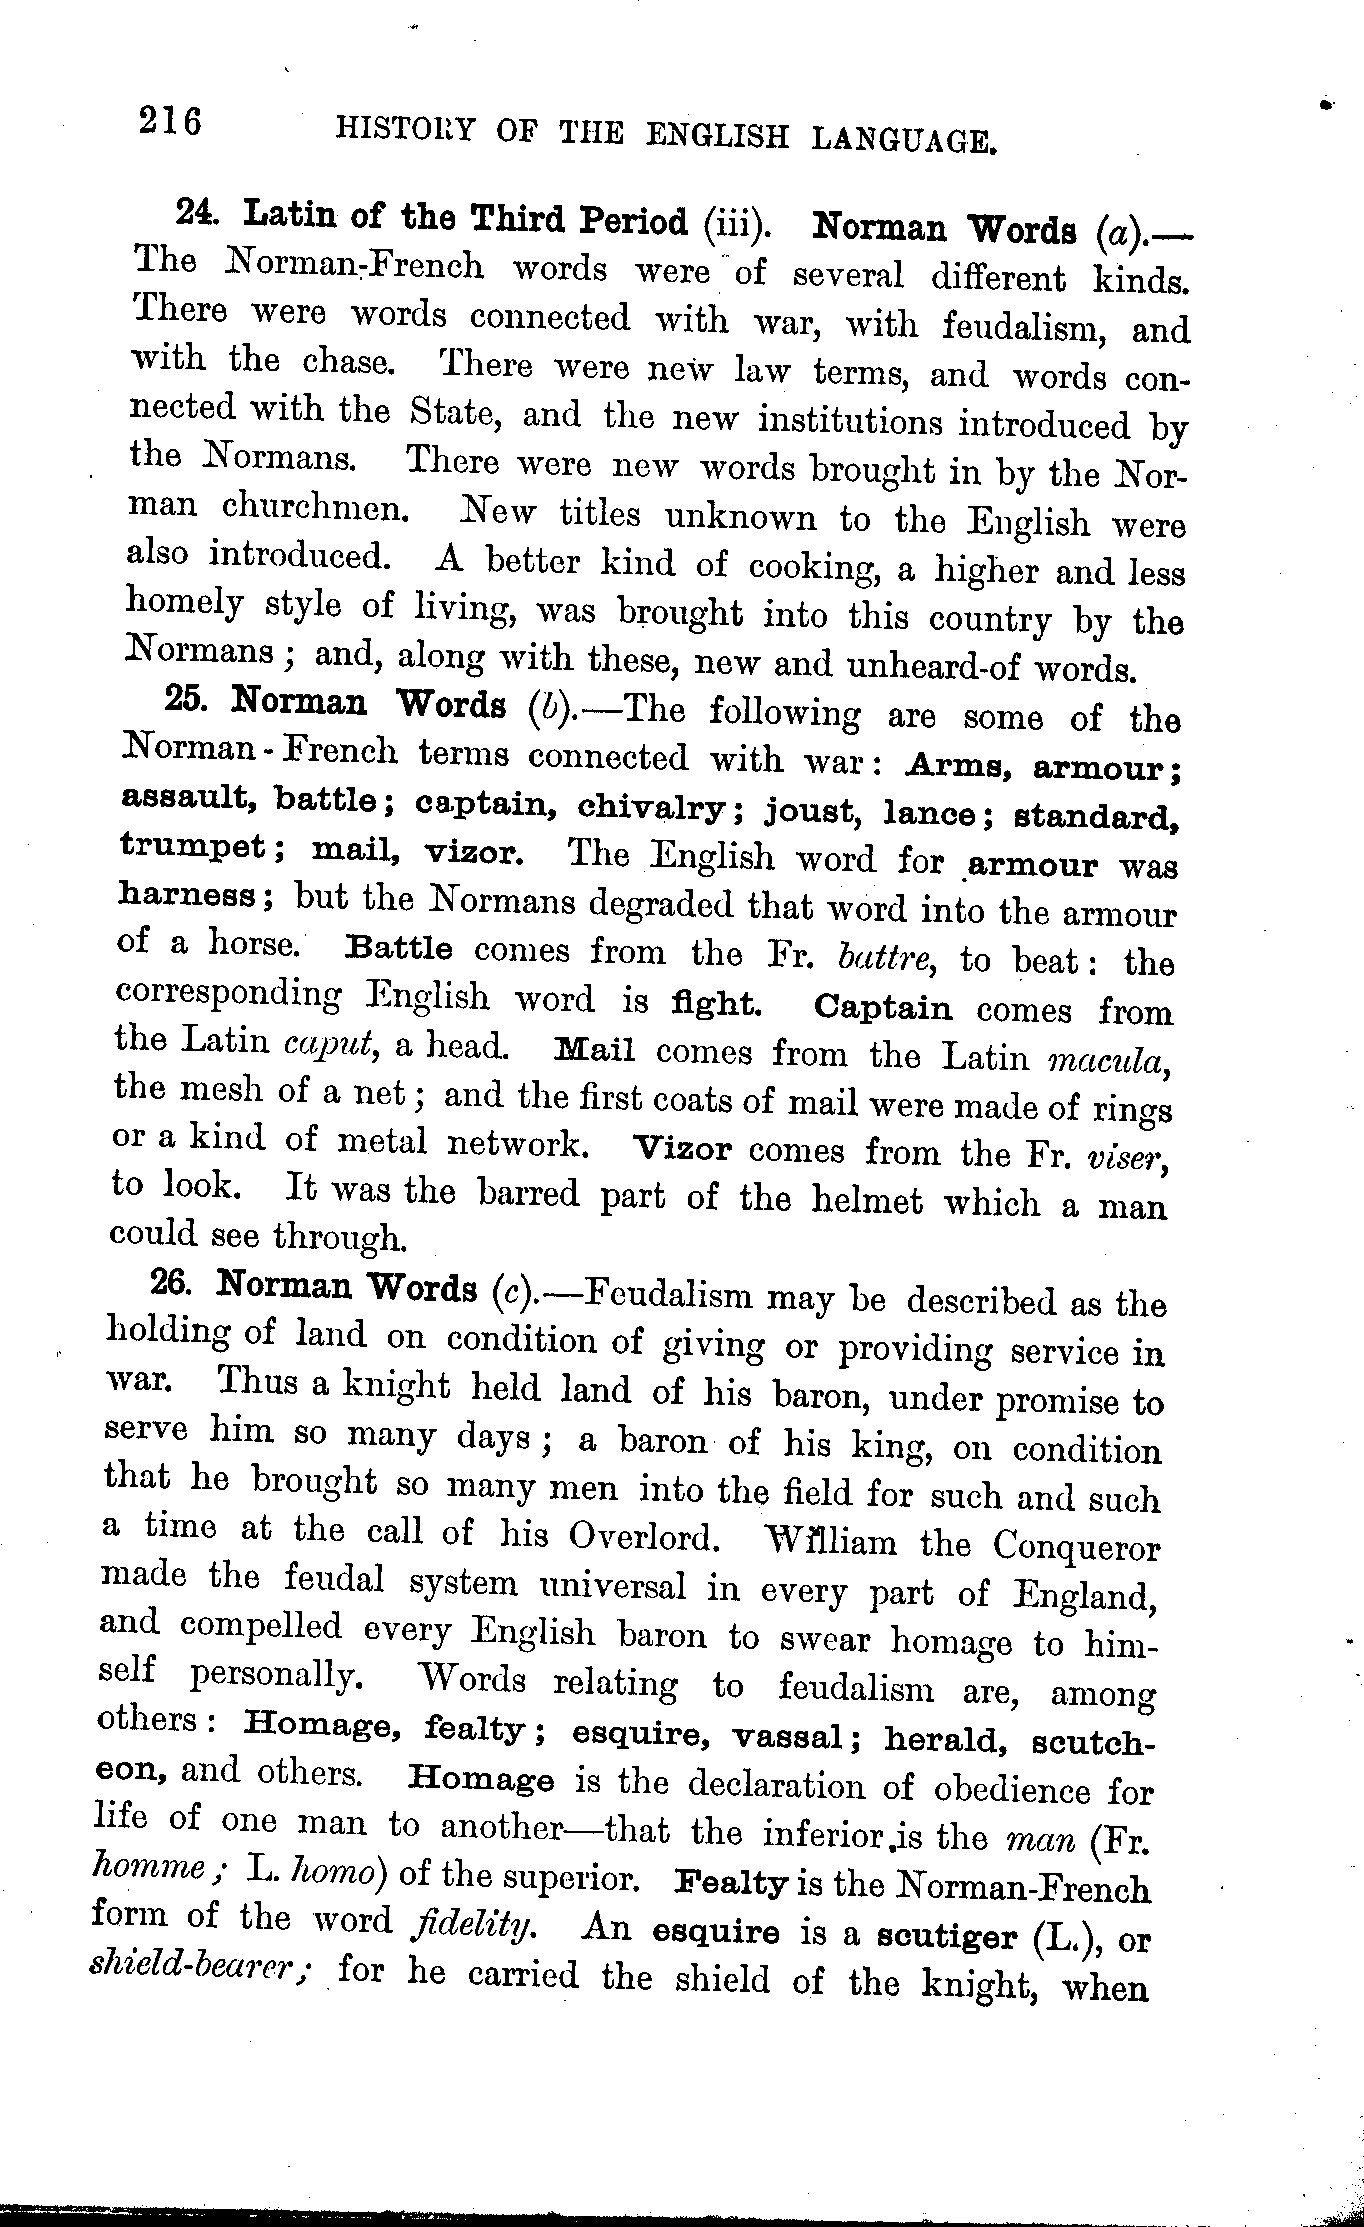 216 HISTORY OF THE ENGLISH LANGUAGE.
24. Latin of the Third Period (iii). Norman Words (a).—
The Norman-French words were of several different kinds.
There were words connected with war, with feudalism, and
with the chase. There were new law terms, and words con-
nected with the State, and the new institutions introduced by
the Normans. There were new words brought in by the Nor-
man churchmen. New titles unknown to the English were
also introduced. A better kind of cooking, a higher and less
homely style of living, was brought into this country by the
Normans; and, along with these, new and unheard-of words.
25. Norman Words (b).—The following are some of the
Norman-French terms connected with war: Arms, armour;
assault, battle; captain, chivalry; joust, lance; standard,
trumpet; mail, vizor. The English word for armour was
harness; but the Normans degraded that word into the armour
of a horse. Battle comes from the Fr. battre, to beat: the
corresponding English word is fight. Captain comes from
the Latin caput, a head. Mail comes from the Latin macula,
the mesh of a net; and the first coats of mail were made of rings
or a kind of metal network. Vizor comes from the Fr. viser,
to look. It was the barred part of the helmet which a man
could see through.
26. Norman Words (c).—Feudalism may be described as the
holding of land on condition of giving or providing service in
war. Thus a knight held land of his baron, under promise to
serve him so many days; a baron of his king, on condition
that he brought so many men into the field for such and such
a time at the call of his Overlord. William the Conqueror
made the feudal system universal in every part of England,
and compelled every English baron to swear homage to him-
self personally. Words relating to feudalism are, among
others: Homage, fealty; esquire, vassal; herald, scutch-
eon, and others. Homage is the declaration of obedience for
life of one man to another—that the inferior is the man (Fr.
homme; L. homo) of the superior. Fealty is the Norman-French
form of the word fidelity. An esquire is a scutiger (L.), or
shield-bearer; for he carried the shield of the knight, when